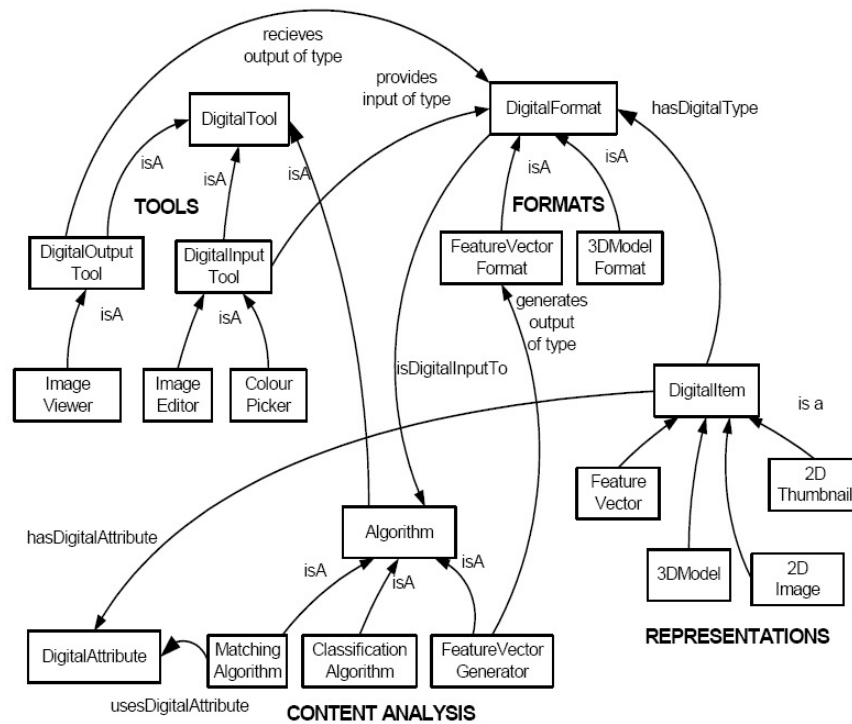 recieves
output of type
provides
input of type
DigitalFormat
hasDigitalType
DigitalTool
isA
isA
isA
isA
isA
TOOLS
FORMATS
DigitalOutput
Tool
DigitalInput
Tool
FeatureVector
Format
3DModel
Format
isA
isA
generates
output
of type
Image
Viewer
Image
Editor
Colour
Picker
isDigitalInputTo
DigitalItem
is a
Feature
Vector
2D
Thumbnail
hasDigitalAttribute
Algorithm
isA
isA
isA
3DModel
2D
Image
DigitalAttribute
Matching
Algorithm
Classification
Algorithm
FeatureVector
Generator
REPRESENTATIONS
usesDigitalAttribute
CONTENT ANALYSIS